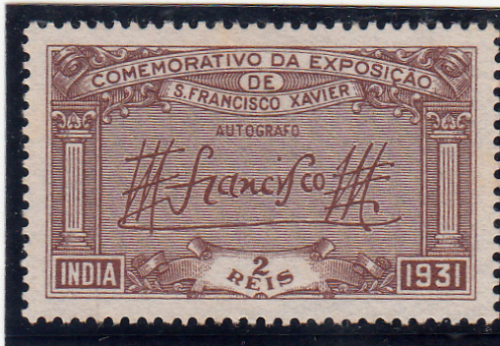 COMEMORATIVO DA EXPOSIÇÃO
DE
S. FRANCISCO XAVIER
AUTOGRAFO
Francisco
2
INDIA REIS 1931